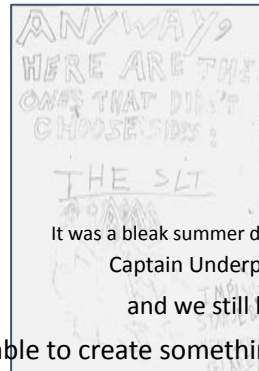 ANYWAY,
HERE ARE THE
ONES THAT DIDN'T
CHOOSE SIDES:
THE SLT
It was a bleak summer d
Captain Underp
and we still l
ble to create somethin